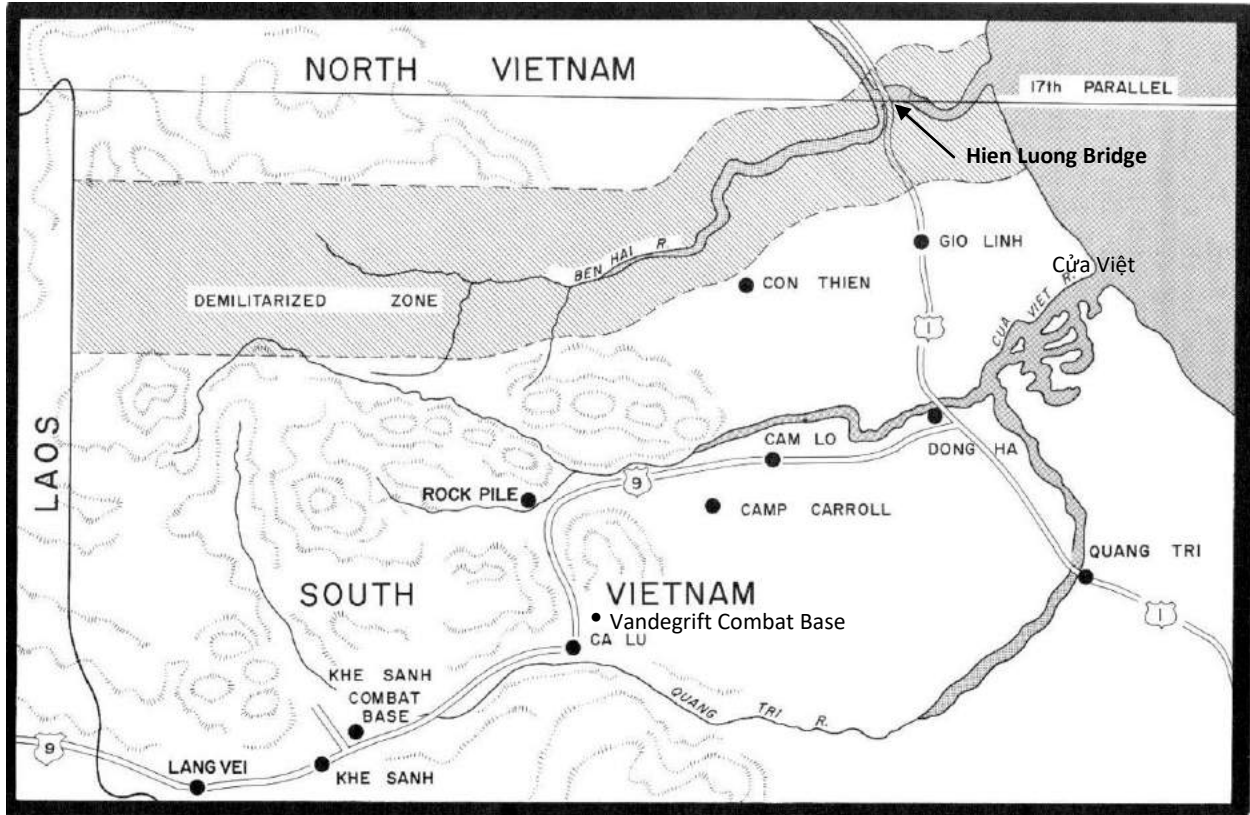 NORTH VIETNAM
17th PARALLEL
Hien Luong Bridge
GIO LINH
BEN HAI R.
Cửa Việt
CON THIEN
DEMILITARIZED ZONE
CUA VIET R.
1
LAOS
CAM LO
DONG HA
9
ROCK PILE
CAMP CARROLL
QUANG TRI
SOUTH VIETNAM
1
Vandegrift Combat Base
CA LU
KHE SANH
COMBAT
BASE
QUANG TRI R.
9
LANG VEI
KHE SANH